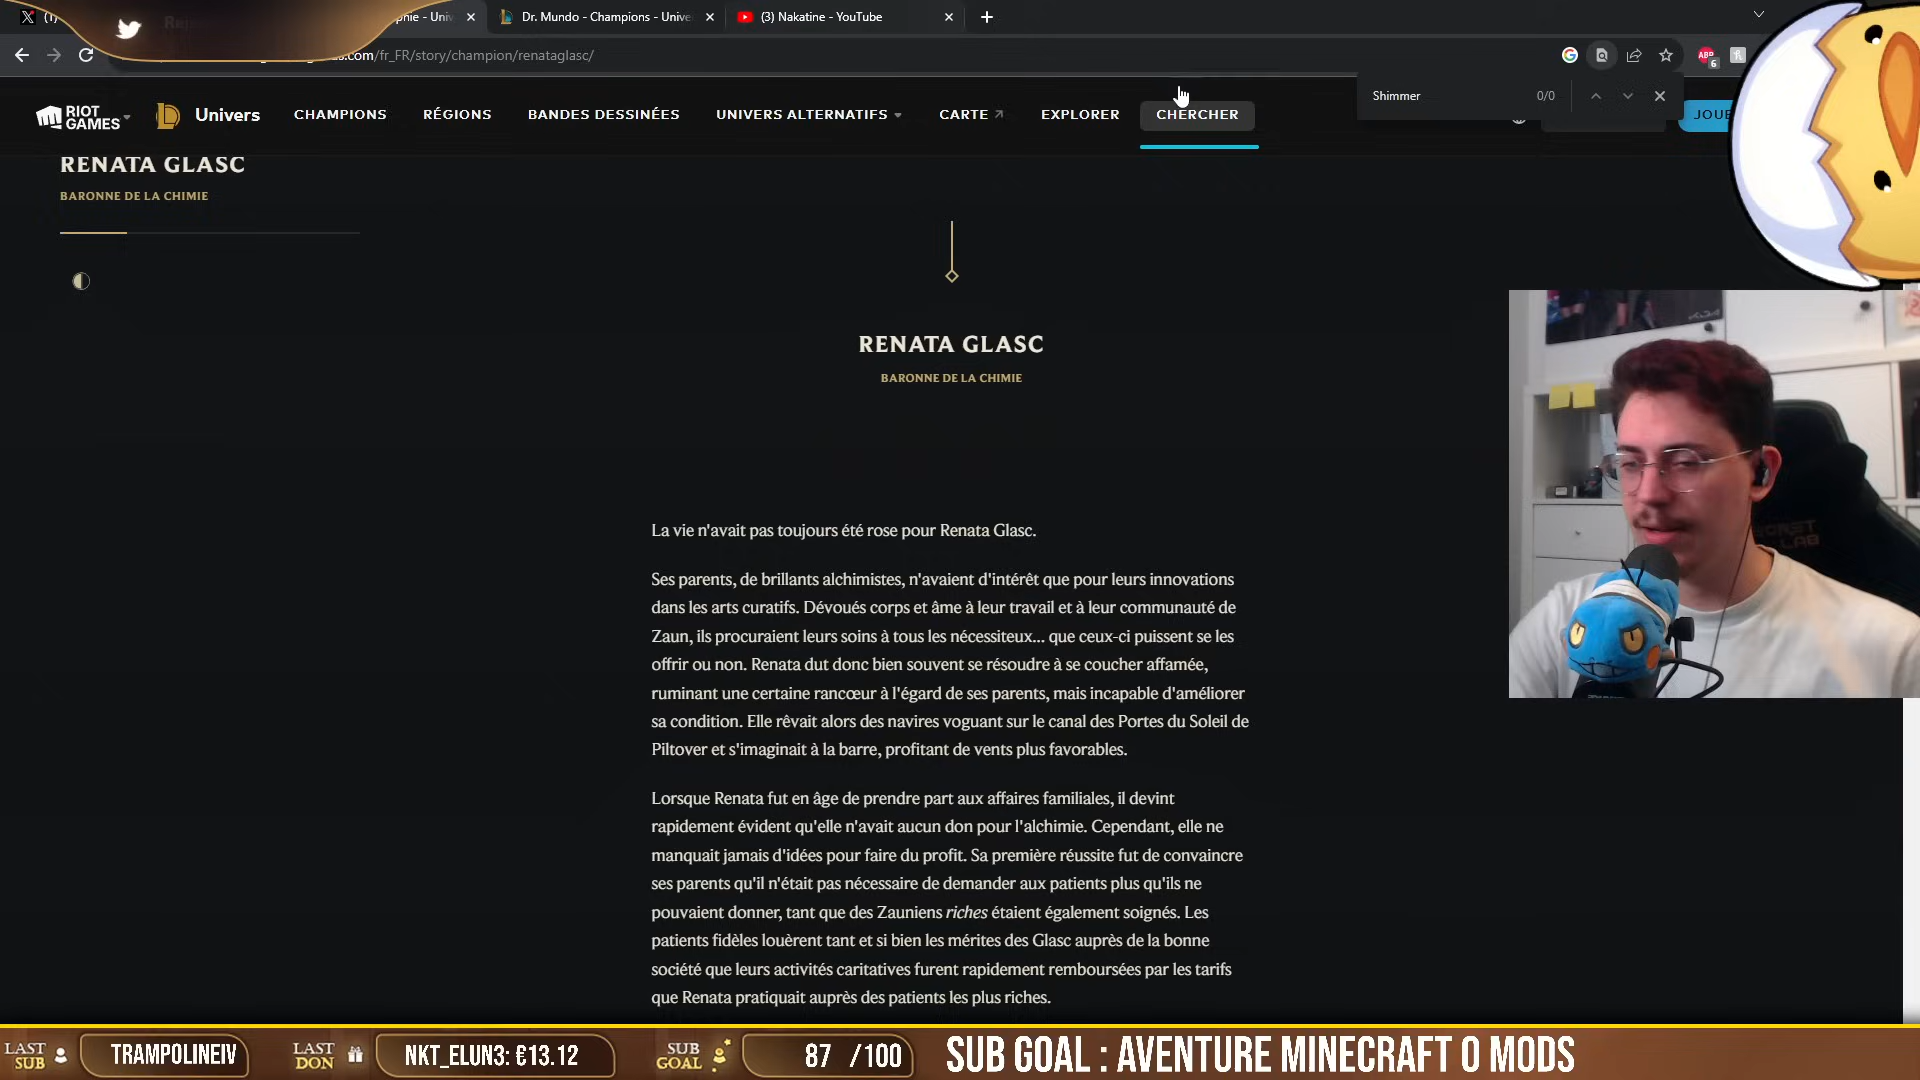 phie - Univ
Dr. Mundo - Champions - Unive
(3) Nakatine - YouTube
.com/fr_FR/story/champion/renataglasc/
ABP
6
Shimmer 0/0
RIOT GAMES
Univers
CHAMPIONS
RÉGIONS
BANDES DESSINÉES
UNIVERS ALTERNATIFS
CARTE
EXPLORER
CHERCHER
JOUE
RENATA GLASC
BARONNE DE LA CHIMIE
RENATA GLASC
BARONNE DE LA CHIMIE
La vie n'avait pas toujours été rose pour Renata Glasc.
Ses parents, de brillants alchimistes, n'avaient d'intérêt que pour leurs innovations
dans les arts curatifs. Dévoués corps et âme à leur travail et à leur communauté de
Zaun, ils procuraient leurs soins à tous les nécessiteux... que ceux-ci puissent se les
offrir ou non. Renata dut donc bien souvent se résoudre à se coucher affamée,
ruminant une certaine rancœur à l'égard de ses parents, mais incapable d'améliorer
sa condition. Elle rêvait alors des navires voguant sur le canal des Portes du Soleil de
Piltover et s'imaginait à la barre, profitant de vents plus favorables.
Lorsque Renata fut en âge de prendre part aux affaires familiales, il devint
rapidement évident qu'elle n'avait aucun don pour l'alchimie. Cependant, elle ne
manquait jamais d'idées pour faire du profit. Sa première réussite fut de convaincre
ses parents qu'il n'était pas nécessaire de demander aux patients plus qu'ils ne
pouvaient donner, tant que des Zauniens riches étaient également soignés. Les
patients fidèles louèrent tant et si bien les mérites des Glasc auprès de la bonne
société que leurs activités caritatives furent rapidement remboursées par les tarifs
que Renata pratiquait auprès des patients les plus riches.
LAST SUB
TRAMPOLINEIV
LAST DON
NKT_ELUN3: €13.12
SUB GOAL
87 /100
SUB GOAL : AVENTURE MINECRAFT 0 MODS